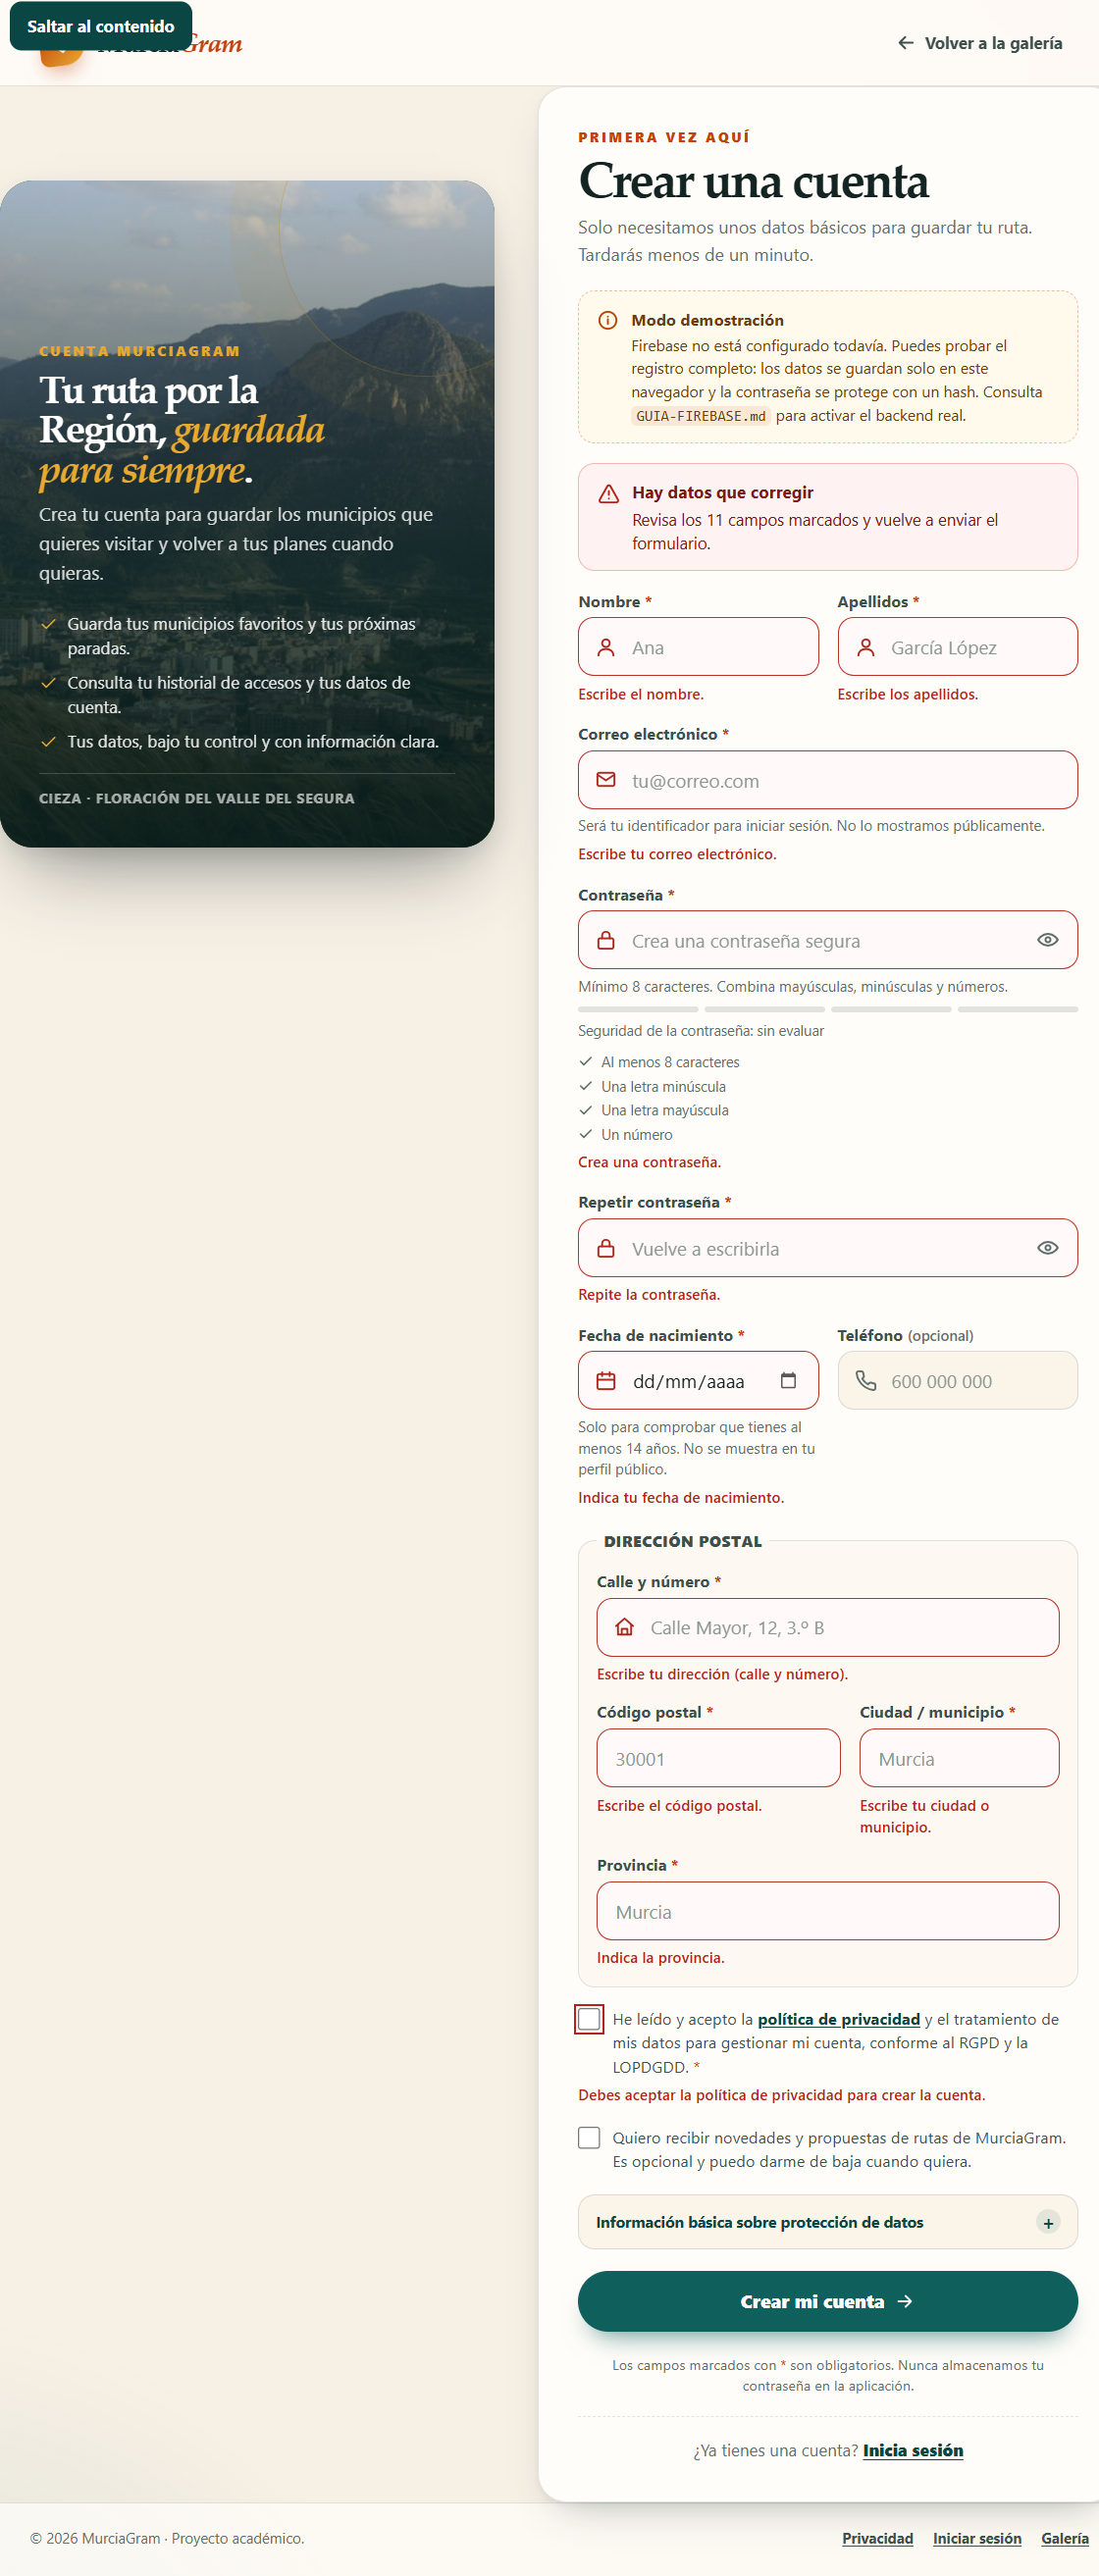 Saltar al contenido
MurciaGram
Volver a la galería
CUENTA MURCIAGRAM
Tu ruta por la
Región, guardada
para siempre.
Crea tu cuenta para guardar los municipios que
quieres visitar y volver a tus planes cuando
quieras.
Guarda tus municipios favoritos y tus próximas
paradas.
Consulta tu historial de accesos y tus datos de
cuenta.
Tus datos, bajo tu control y con información clara.
CIEZA · FLORACIÓN DEL VALLE DEL SEGURA
PRIMERA VEZ AQUÍ
Crear una cuenta
Solo necesitamos unos datos básicos para guardar tu ruta.
Tardarás menos de un minuto.
Modo demostración
Firebase no está configurado todavía. Puedes probar el
registro completo: los datos se guardan solo en este
navegador y la contraseña se protege con un hash. Consulta
GUIA-FIREBASE.md para activar el backend real.
Hay datos que corregir
Revisa los 11 campos marcados y vuelve a enviar el
formulario.
Nombre * Apellidos *
Ana García López
Escribe el nombre. Escribe los apellidos.
Correo electrónico *
tu@correo.com
Será tu identificador para iniciar sesión. No lo mostramos públicamente.
Escribe tu correo electrónico.
Contraseña *
Crea una contraseña segura
Mínimo 8 caracteres. Combina mayúsculas, minúsculas y números.
Seguridad de la contraseña: sin evaluar
Al menos 8 caracteres
Una letra minúscula
Una letra mayúscula
Un número
Crea una contraseña.
Repetir contraseña *
Vuelve a escribirla
Repite la contraseña.
Fecha de nacimiento * Teléfono (opcional)
dd/mm/aaaa 600 000 000
Solo para comprobar que tienes al
menos 14 años. No se muestra en tu
perfil público.
Indica tu fecha de nacimiento.
DIRECCIÓN POSTAL
Calle y número *
Calle Mayor, 12, 3.º B
Escribe tu dirección (calle y número).
Código postal * Ciudad / municipio *
30001 Murcia
Escribe el código postal. Escribe tu ciudad o
municipio.
Provincia *
Murcia
Indica la provincia.
He leído y acepto la política de privacidad y el tratamiento de
mis datos para gestionar mi cuenta, conforme al RGPD y la
LOPDGDD. *
Debes aceptar la política de privacidad para crear la cuenta.
Quiero recibir novedades y propuestas de rutas de MurciaGram.
Es opcional y puedo darme de baja cuando quiera.
Información básica sobre protección de datos +
Crear mi cuenta
Los campos marcados con * son obligatorios. Nunca almacenamos tu
contraseña en la aplicación.
¿Ya tienes una cuenta? Inicia sesión
© 2026 MurciaGram · Proyecto académico.
Privacidad Iniciar sesión Galería